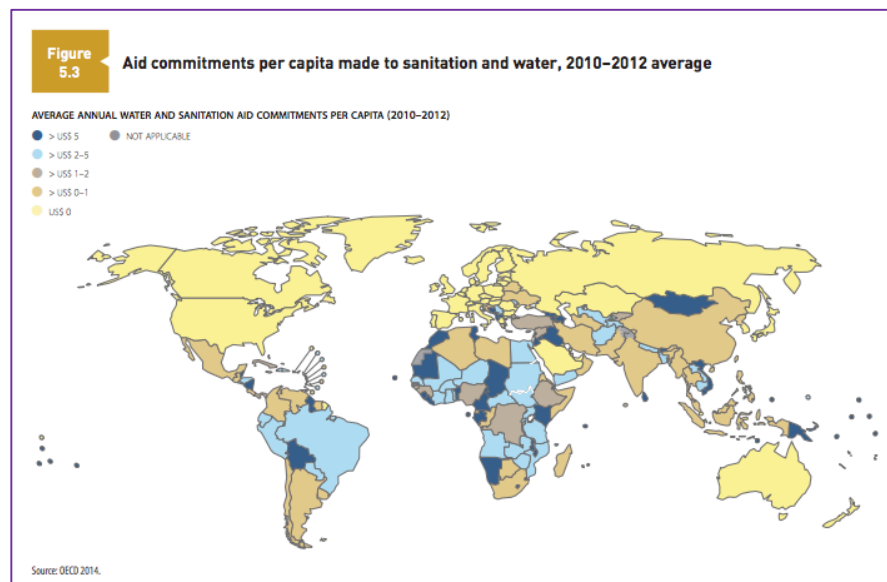 Figure
5.3
Aid commitments per capita made to sanitation and water, 2010–2012 average
AVERAGE ANNUAL WATER AND SANITATION AID COMMITMENTS PER CAPITA (2010–2012)
> US$ 5 NOT APPLICABLE
> US$ 2–5
> US$ 1–2
> US$ 0–1
US$ 0
Source: OECD 2014.